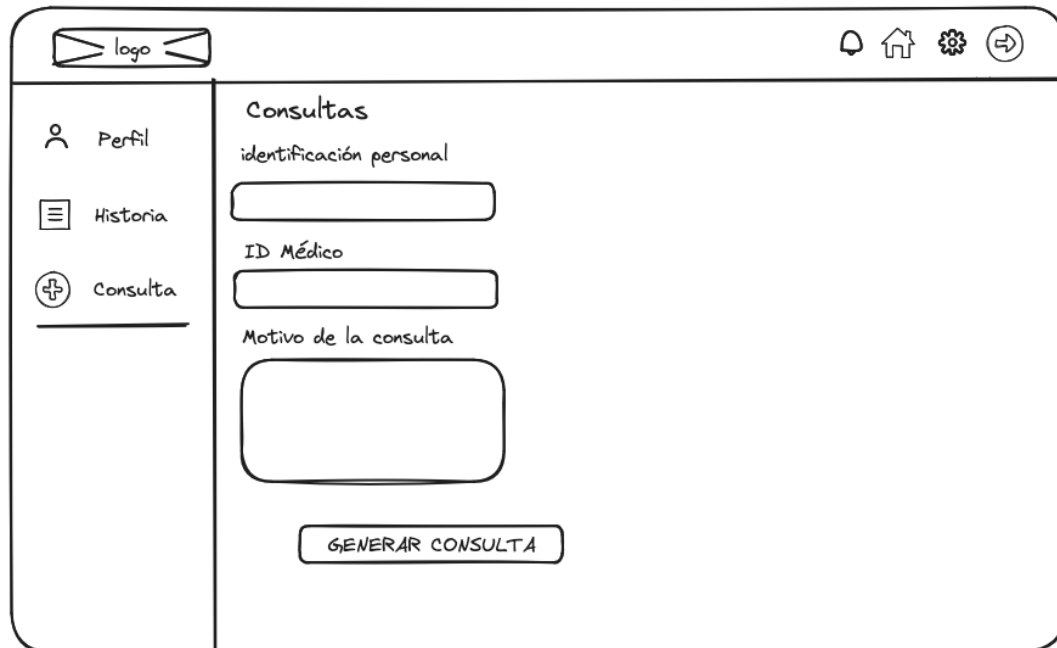 logo
Perfil
Historia
Consulta
Consultas
identificación personal
ID Médico
Motivo de la consulta
GENERAR CONSULTA